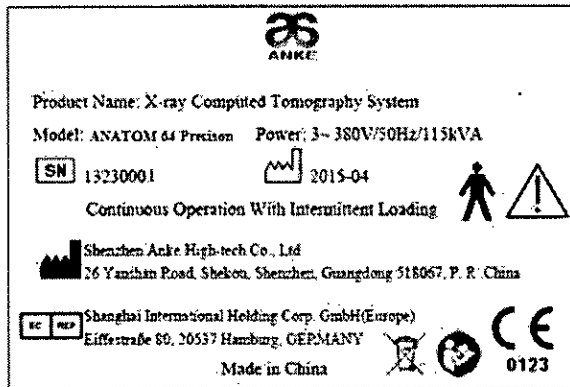 ANKE
Product Name: X-ray Computed Tomography System
Model: ANATOM 64 Precison Power: 3~ 380V/50Hz/115kVA
SN 13230001 2015-04
Continuous Operation With Intermittent Loading
Shenzhen Anke High-tech Co., Ltd
26 Yanshan Road, Shekou, Shenzhen, Guangdong 518067, P. R. China
EC REP Shanghai International Holding Corp. GmbH(Europe)
Eiffestraße 80, 20537 Hamburg, GERMANY
Made in China
CE
0123